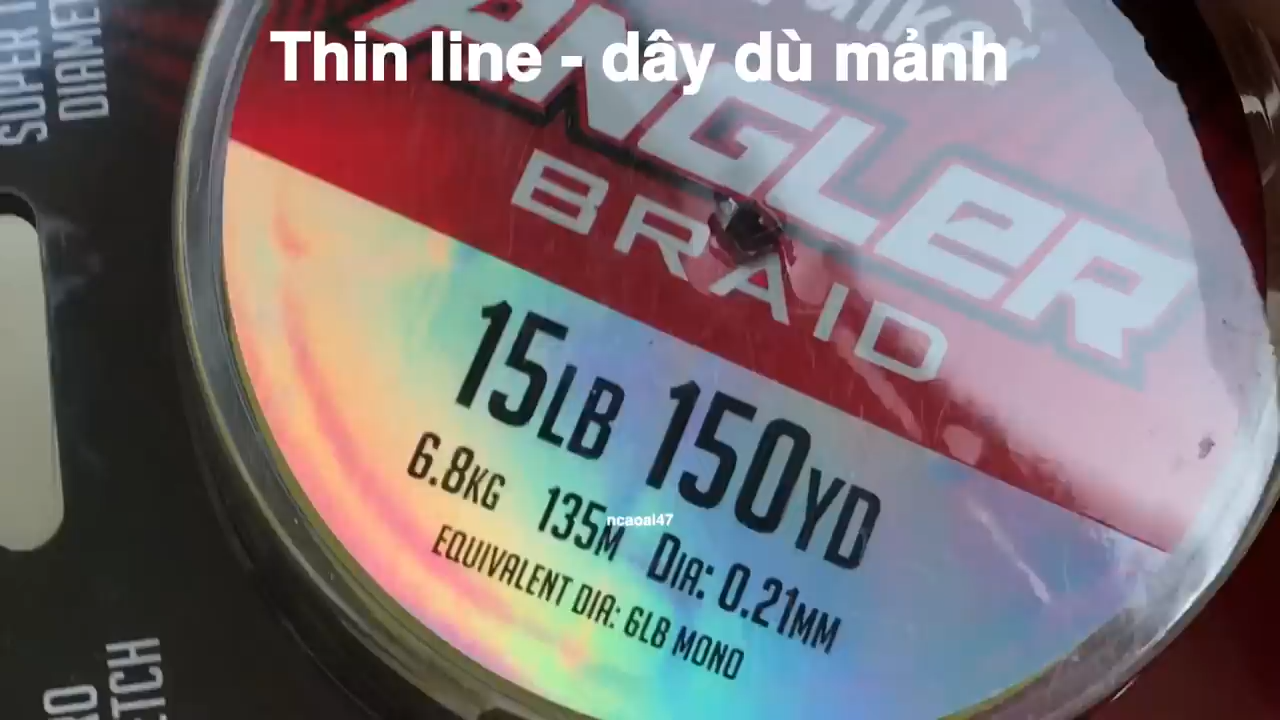 Thin line - dây dù mảnh
ANGLER
BRAID
15LB 150YD
6.8KG 135M DIA: 0.21MM
ncaoal47
EQUIVALENT DIA: 6LB MONO